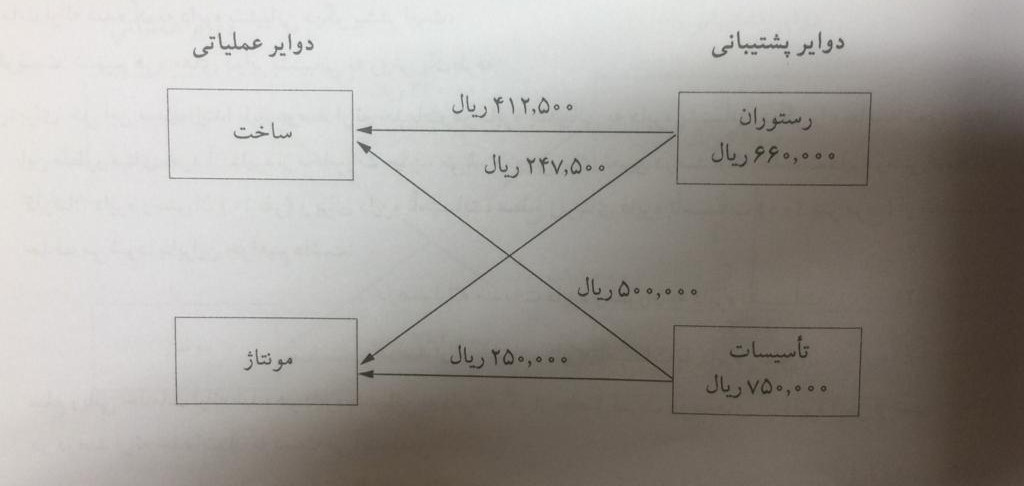 دوایر پشتیبانی
دوایر عملیاتی
رستوران
۶۶۰,۰۰۰ ریال
۴۱۲,۵۰۰ ریال
ساخت
۲۴۷,۵۰۰ ریال
۵۰۰,۰۰۰ ریال
تأسیسات
۷۵۰,۰۰۰ ریال
۲۵۰,۰۰۰ ریال
مونتاژ